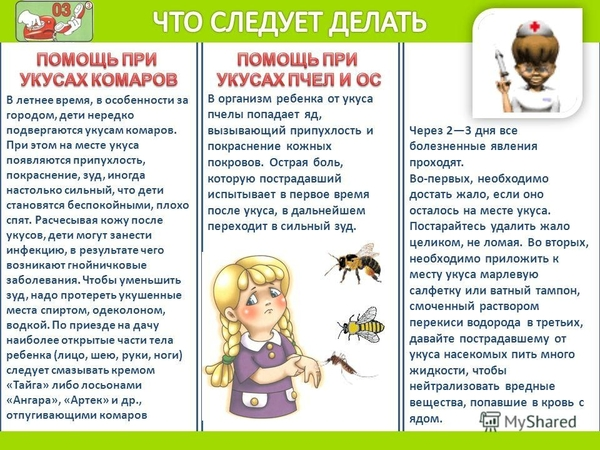 03
ЧТО СЛЕДУЕТ ДЕЛАТЬ
ПОМОЩЬ ПРИ
УКУСАХ КОМАРОВ
В летнее время, в особенности за
городом, дети нередко
подвергаются укусам комаров.
При этом на месте укуса
появляются припухлость,
покраснение, зуд, иногда
настолько сильный, что дети
становятся беспокойными, плохо
спят. Расчесывая кожу после
укусов, дети могут занести
инфекцию, в результате чего
возникают гнойничковые
заболевания. Чтобы уменьшить
зуд, надо протереть укушенные
места спиртом, одеколоном,
водкой. По приезде на дачу
наиболее открытые части тела
ребенка (лицо, шею, руки, ноги)
следует смазывать кремом
«Тайга» либо лосьонами
«Ангара», «Артек» и др.,
отпугивающими комаров
ПОМОЩЬ ПРИ
УКУСАХ ПЧЕЛ И ОС
В организм ребенка от укуса
пчелы попадает яд,
вызывающий припухлость и
покраснение кожных
покровов. Острая боль,
которую пострадавший
испытывает в первое время
после укуса, в дальнейшем
переходит в сильный зуд.
Через 2—3 дня все
болезненные явления
проходят.
Во-первых, необходимо
достать жало, если оно
осталось на месте укуса.
Постарайтесь удалить жало
целиком, не ломая. Во вторых,
необходимо приложить к
месту укуса марлевую
салфетку или ватный тампон,
смоченный раствором
перекиси водорода в третьих,
давайте пострадавшему от
укуса насекомых пить много
жидкости, чтобы
нейтрализовать вредные
вещества, попавшие в кровь с
ядом.
MyShared